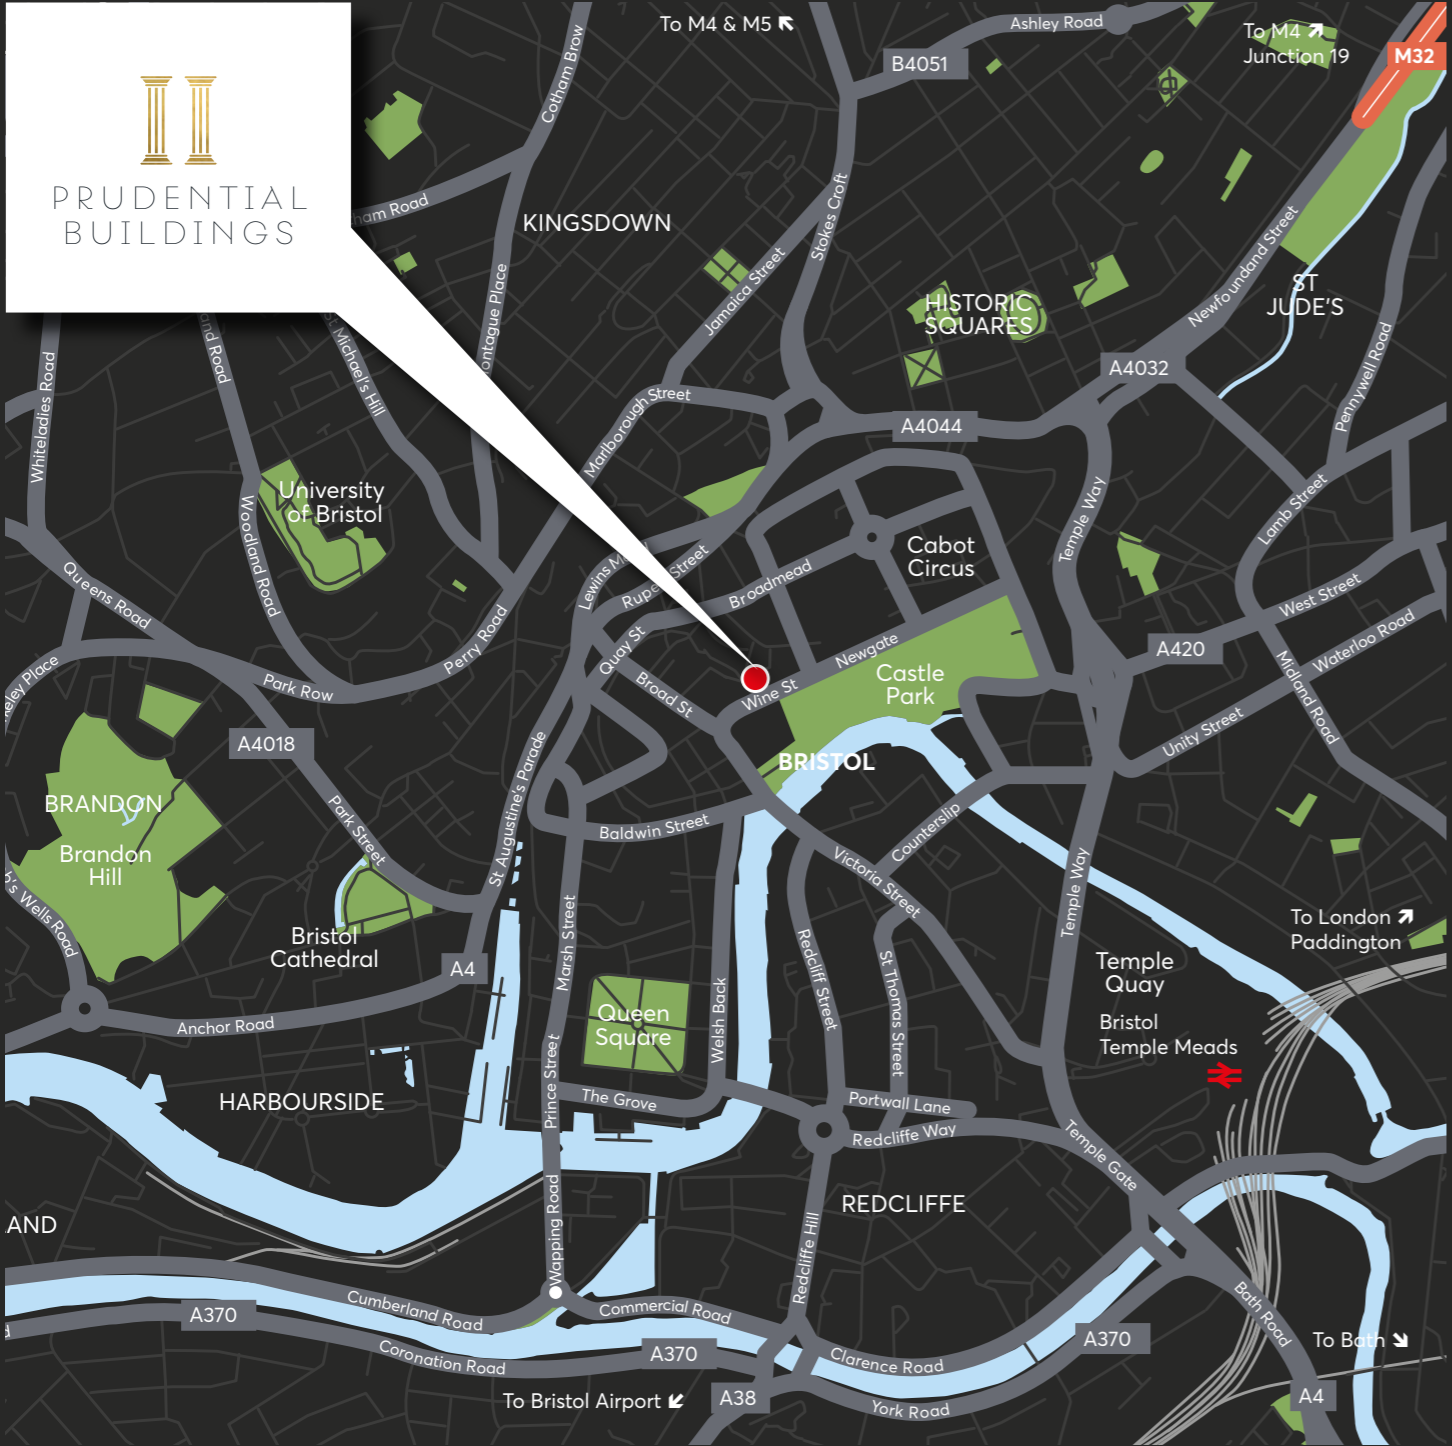 To M4 & M5
Ashley Road
To M4
Junction 19
M32
B4051
Cotham Brow
PRUDENTIAL
BUILDINGS
ham Road
KINGSDOWN
Stokes Croft
Jamaica Street
Newfoundland Street
ST
JUDE'S
HISTORIC
SQUARES
ontague Place
St Michael's Hill
and Road
Whiteladies Road
A4032
Pennywell Road
Marlborough Street
A4044
University
of Bristol
Woodland Road
Temple Way
Lamb Street
Cabot
Circus
Lewins M
Rupe Street
Broadmead
Queens Road
West Street
Waterloo Road
Perry Road
Quay St
Newgate
A420
eley Place
Park Row
Broad St
Wine St
Castle
Park
Midland Road
Unity Street
A4018
BRISTOL
St Augustine's Parade
BRANDON
Brandon
Hill
Park Street
Baldwin Street
Counterslip
Victoria Street
Temple Way
b's Wells Road
Bristol
Cathedral
A4
Marsh Street
To London
Paddington
Redcliff Street
St Thomas Street
Temple
Quay
Anchor Road
Queen
Square
Welsh Back
Bristol
Temple Meads
HARBOURSIDE
Prince Street
The Grove
Portwall Lane
Redcliffe Way
Temple Gate
AND
Wapping Road
REDCLIFFE
Redcliffe Hill
Cumberland Road
A370
Commercial Road
Bath Road
Coronation Road
A370
Clarence Road
A370
To Bath
To Bristol Airport
A38
York Road
A4